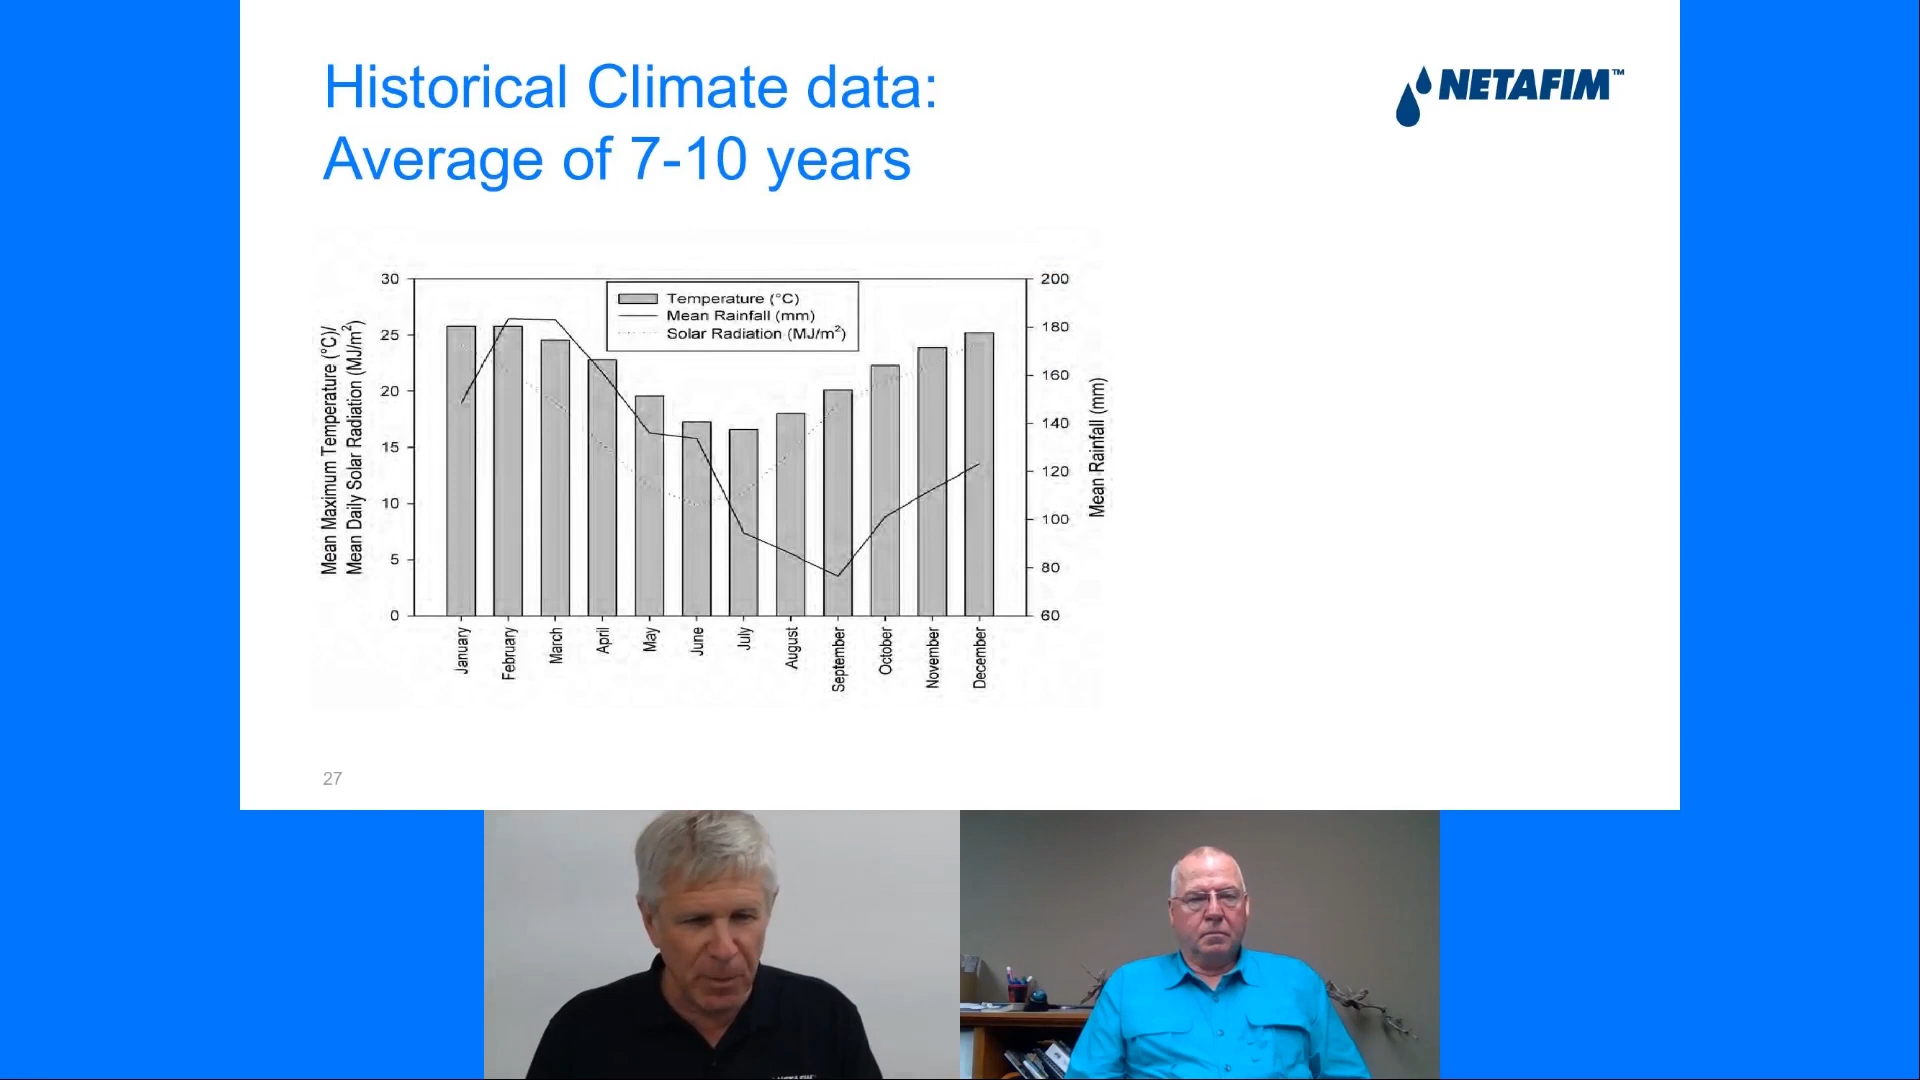 Historical Climate data:
Average of 7-10 years
NETAFIM™
Mean Maximum Temperature (°C)/
Mean Daily Solar Radiation (MJ/m²)
30
25
20
15
10
5
0
Temperature (°C)
Mean Rainfall (mm)
Solar Radiation (MJ/m²)
200
180
160
140
120
100
80
60
Mean Rainfall (mm)
January
February
March
April
May
June
July
August
September
October
November
December
27